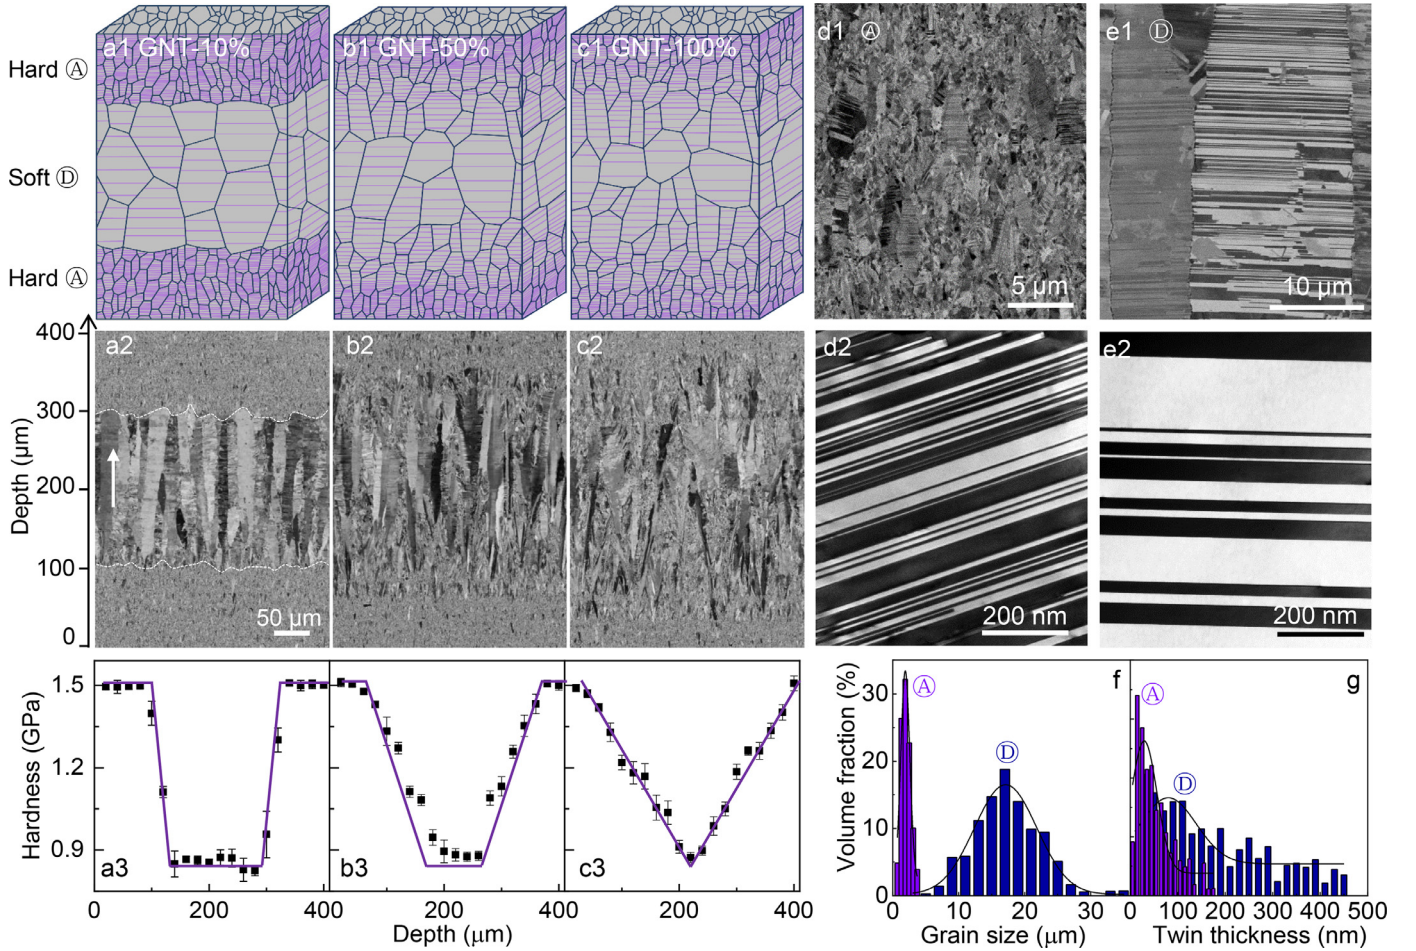 a1 GNT-10%
b1 GNT-50%
c1 GNT-100%
Hard Ⓐ
Soft Ⓓ
Hard Ⓐ
d1 Ⓐ
5 μm
e1 Ⓓ
10 μm
a2
b2
c2
400
300
200
100
0
Depth (μm)
50 μm
d2
200 nm
e2
200 nm
1.5
1.2
0.9
Hardness (GPa)
a3
b3
c3
0 200 400
200 400
200 400
Depth (μm)
Volume fraction (%)
30
20
10
0
f
Ⓐ
Ⓓ
0 10 20 30
Grain size (μm)
g
Ⓐ
Ⓓ
0 100 200 300 400 500
Twin thickness (nm)